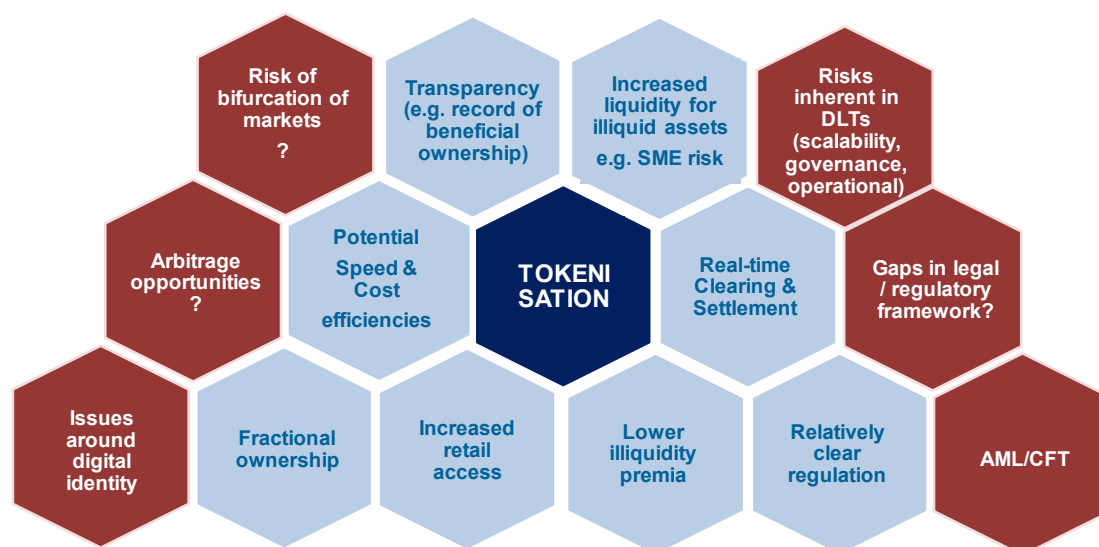 Risk of
bifurcation of
markets
?
Transparency
(e.g. record of
beneficial
ownership)
Increased
liquidity for
illiquid assets
e.g. SME risk
Risks
inherent in
DLTs
(scalability,
governance,
operational)
Arbitrage
opportunities
?
Potential
Speed &
Cost
efficiencies
TOKENI
SATION
Real-time
Clearing &
Settlement
Gaps in legal
/ regulatory
framework?
Issues
around
digital
identity
Fractional
ownership
Increased
retail
access
Lower
illiquidity
premia
Relatively
clear
regulation
AML/CFT